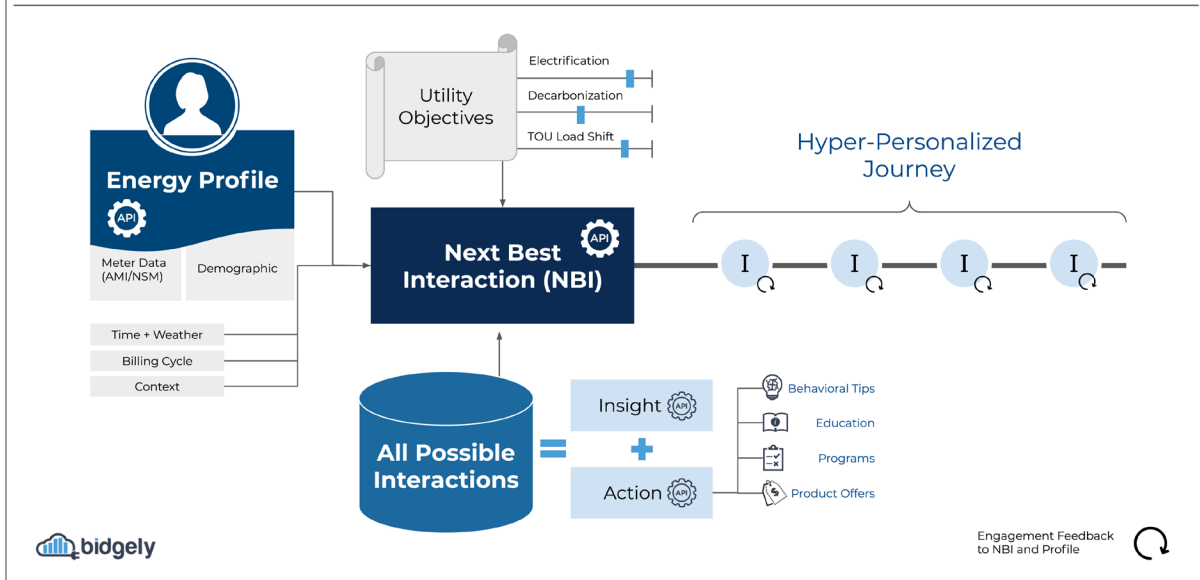 Electrification
Utility
Objectives
Decarbonization
TOU Load Shift
Energy Profile
API
Meter Data
(AMI/NSM)
Demographic
Time + Weather
Billing Cycle
Context
Next Best
Interaction (NBI)
API
Hyper-Personalized
Journey
I
I
I
I
All Possible
Interactions
=
Insight
API
+
Action
API
Behavioral Tips
Education
Programs
Product Offers
bidgely
Engagement Feedback
to NBI and Profile